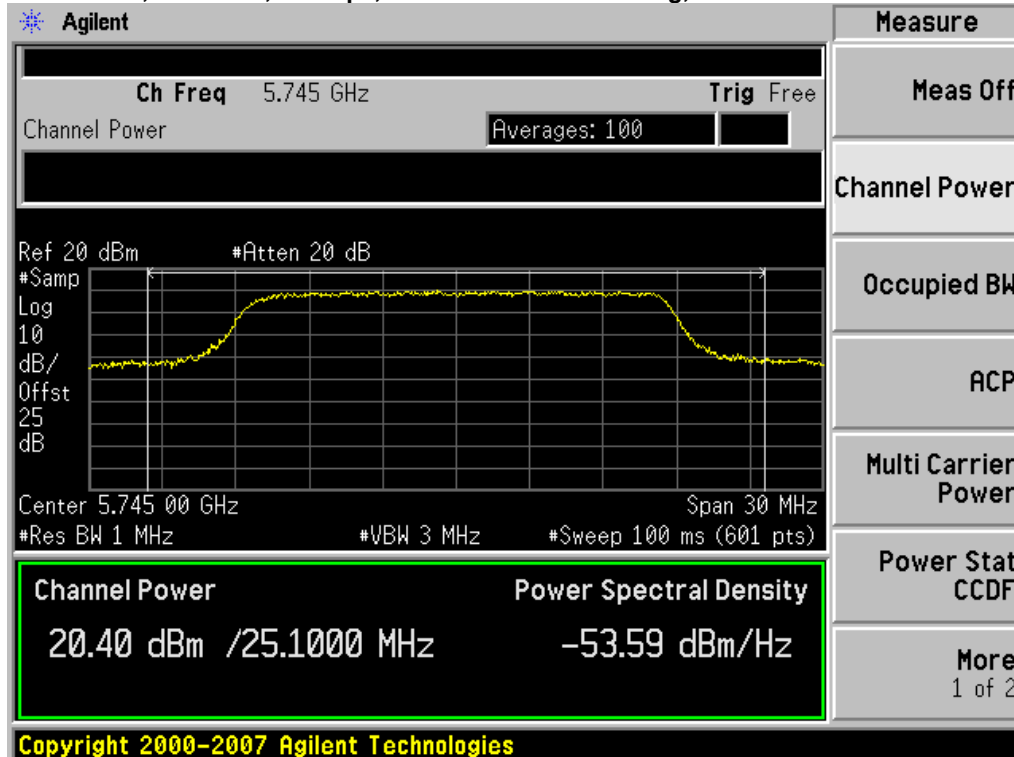 Agilent
Measure
Ch Freq 5.745 GHz Trig Free
Channel Power Averages: 100
Ref 20 dBm #Atten 20 dB
#Samp
Log
10
dB/
Offst
25
dB
Center 5.745 00 GHz Span 30 MHz
#Res BW 1 MHz #VBW 3 MHz #Sweep 100 ms (601 pts)
Channel Power Power Spectral Density
20.40 dBm /25.1000 MHz -53.59 dBm/Hz
Meas Off
Channel Power
Occupied BW
ACP
Multi Carrier
Power
Power Stat
CCDF
More
1 of 2
Copyright 2000-2007 Agilent Technologies